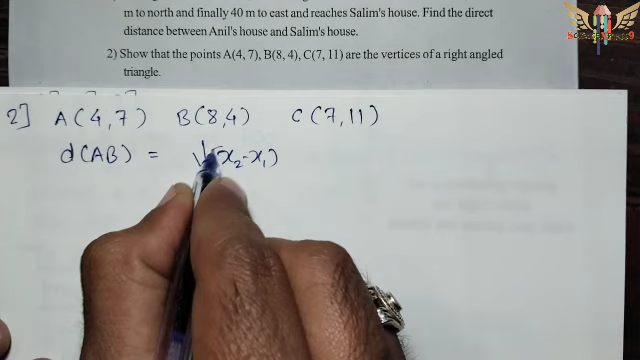 m to north and finally 40 m to east and reaches Salim's house. Find the direct
distance between Anil's house and Salim's house.
2) Show that the points A(4, 7), B(8, 4), C(7, 11) are the vertices of a right angled
triangle.
2] A(4,7) B(8,4) C(7,11)
d(AB) = √(x₂-x₁)